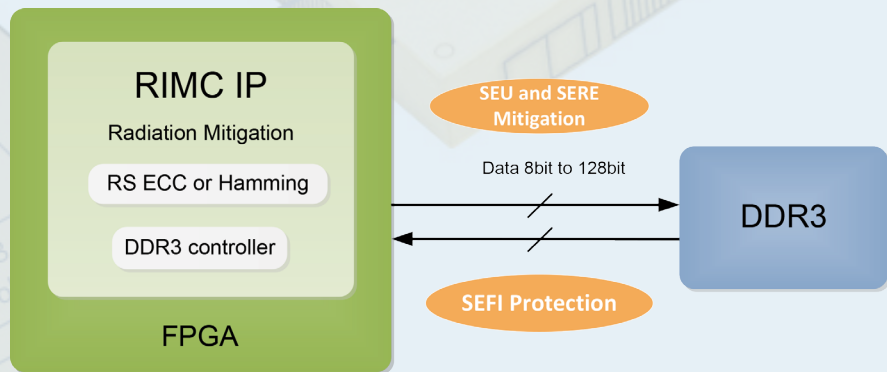 RIMC IP
Radiation Mitigation
RS ECC or Hamming
DDR3 controller
FPGA
SEU and SERE
Mitigation
Data 8bit to 128bit
SEFI Protection
DDR3